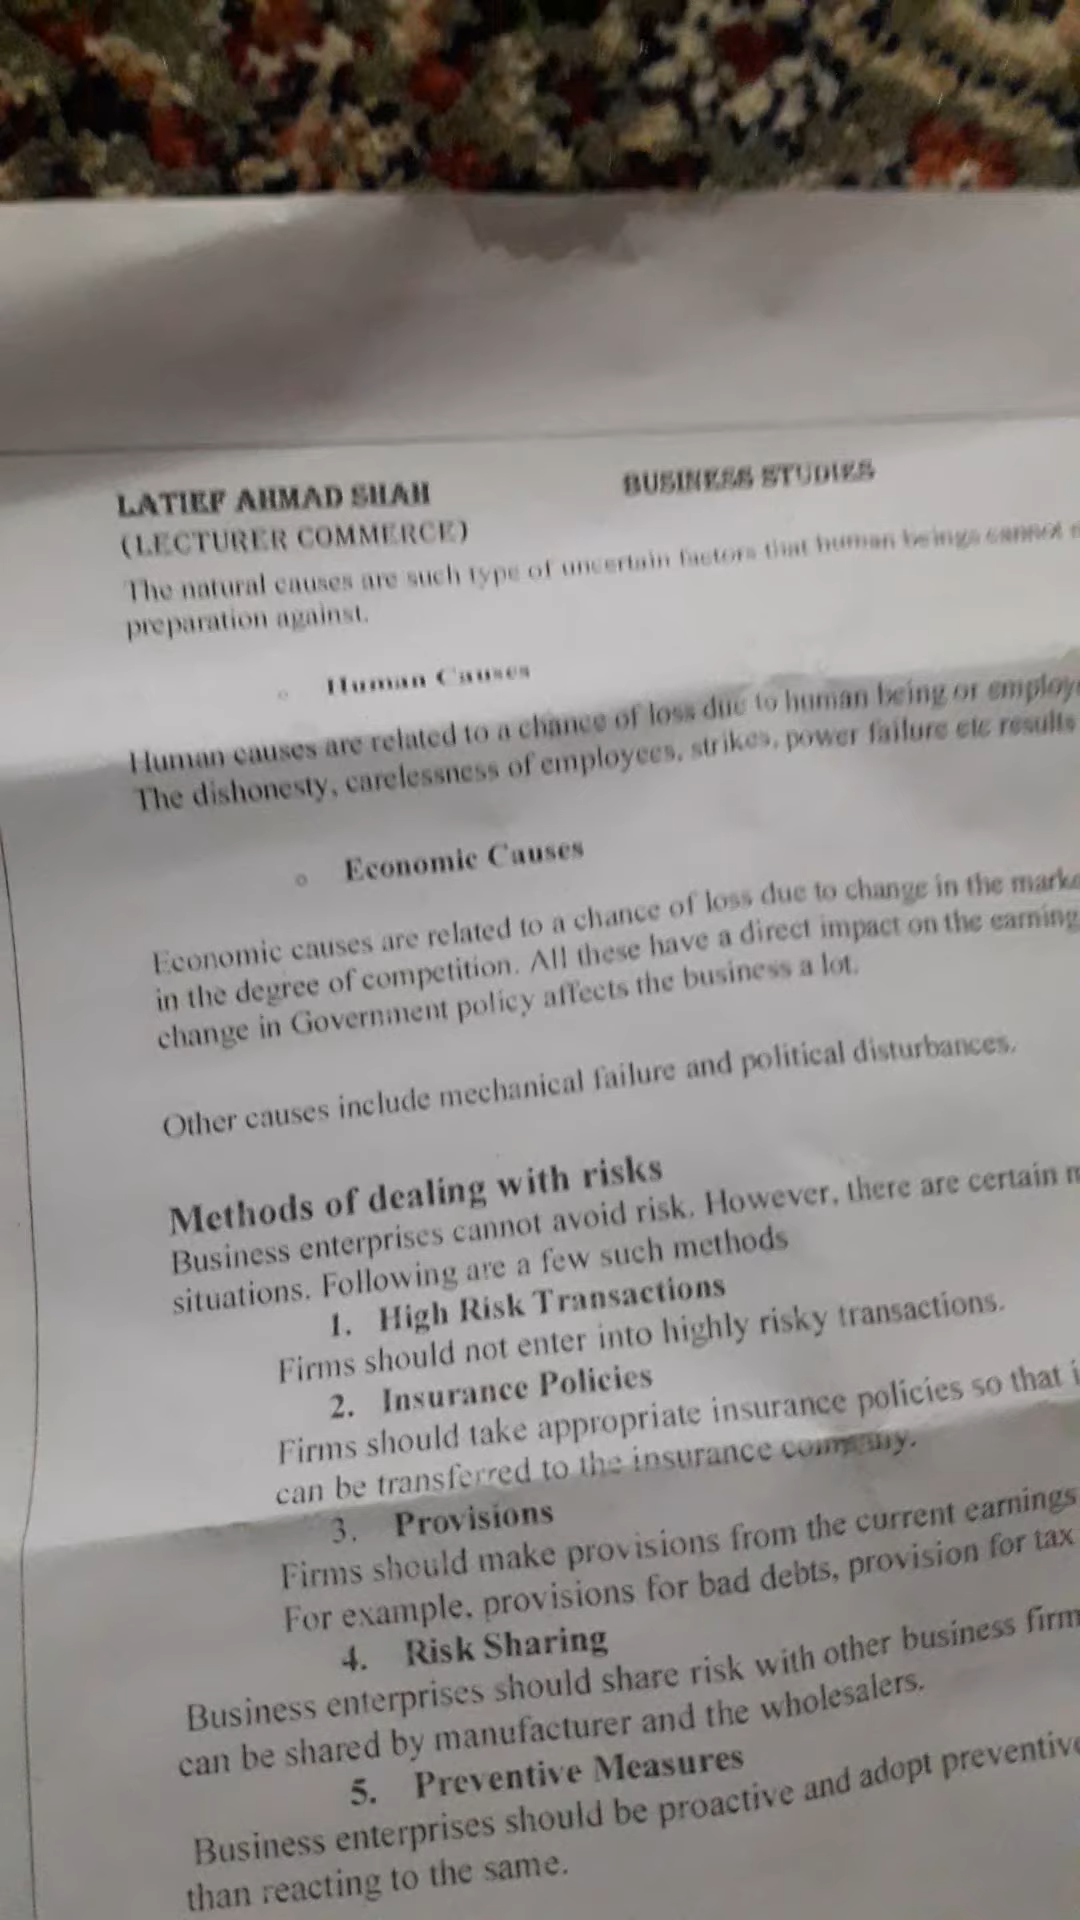 LATIEF AHMAD SHAH
BUSINESS STUDIES
(LECTURER COMMERCE)
The natural causes are such type of uncertain factors that human beings cannot
preparation against.
Human Causes
Human causes are related to a chance of loss due to human being or employe
The dishonesty, carelessness of employees, strikes, power failure etc results
Economic Causes
Economic causes are related to a chance of loss due to change in the marke
in the degree of competition. All these have a direct impact on the earning
change in Government policy affects the business a lot.
Other causes include mechanical failure and political disturbances.
Methods of dealing with risks
Business enterprises cannot avoid risk. However, there are certain
situations. Following are a few such methods
1. High Risk Transactions
Firms should not enter into highly risky transactions.
2. Insurance Policies
Firms should take appropriate insurance policies so that
can be transferred to the insurance company.
3. Provisions
Firms should make provisions from the current earnings
For example, provisions for bad debts, provision for tax
4. Risk Sharing
Business enterprises should share risk with other business firm
can be shared by manufacturer and the wholesalers.
5. Preventive Measures
Business enterprises should be proactive and adopt preventive
than reacting to the same.